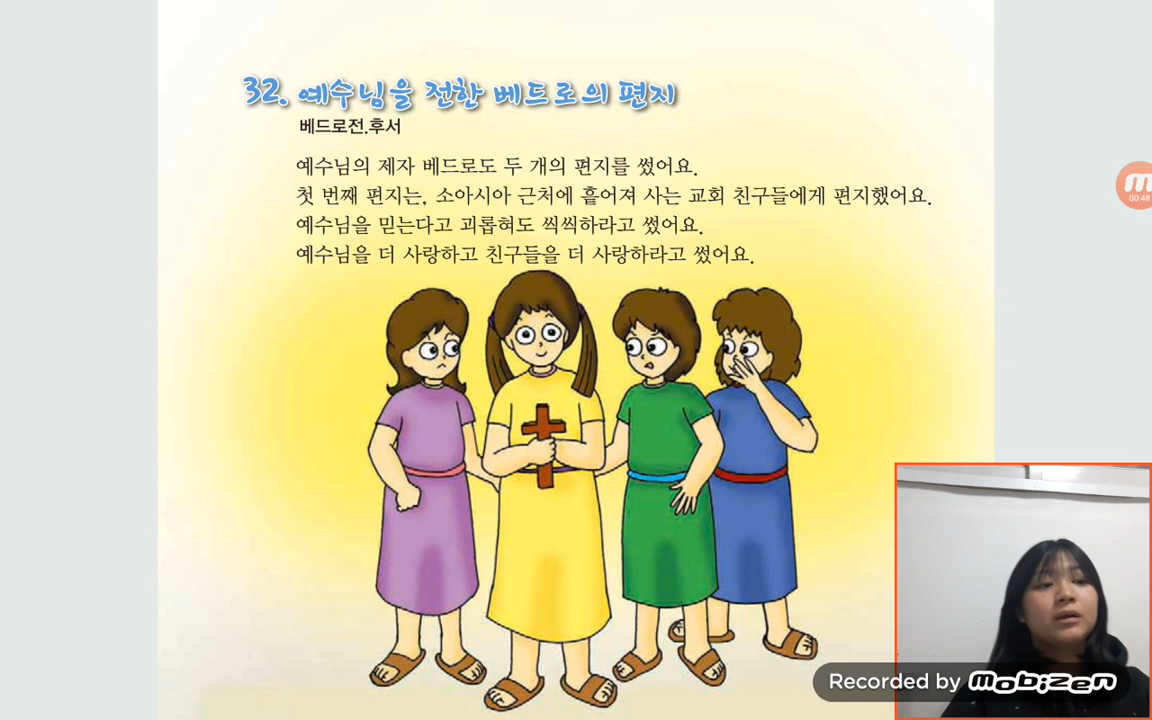 32. 예수님을 전한 베드로의 편지
베드로전.후서
예수님의 제자 베드로도 두 개의 편지를 썼어요.
첫 번째 편지는, 소아시아 근처에 흩어져 사는 교회 친구들에게 편지했어요.
예수님을 믿는다고 괴롭혀도 씩씩하라고 썼어요.
예수님을 더 사랑하고 친구들을 더 사랑하라고 썼어요.
m
00:48
Recorded by mobizen